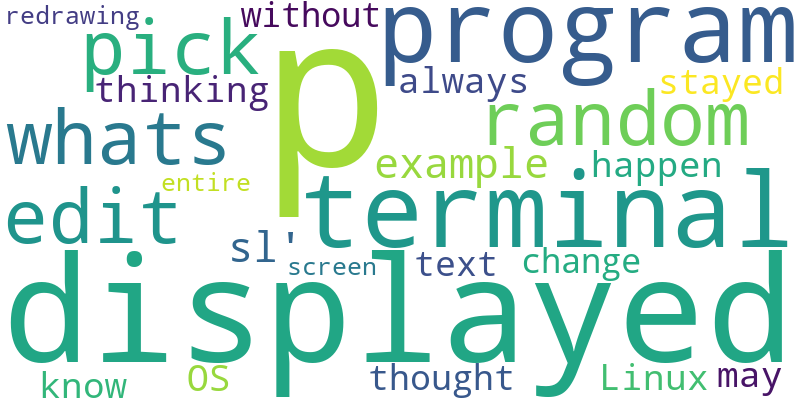 redrawing
without
program
pick
p
thinking
always
stayed
whats
random
example
happen
entire
terminal
edit
sl'
screen
text
change
displayed
know
OS
thought
Linux
may